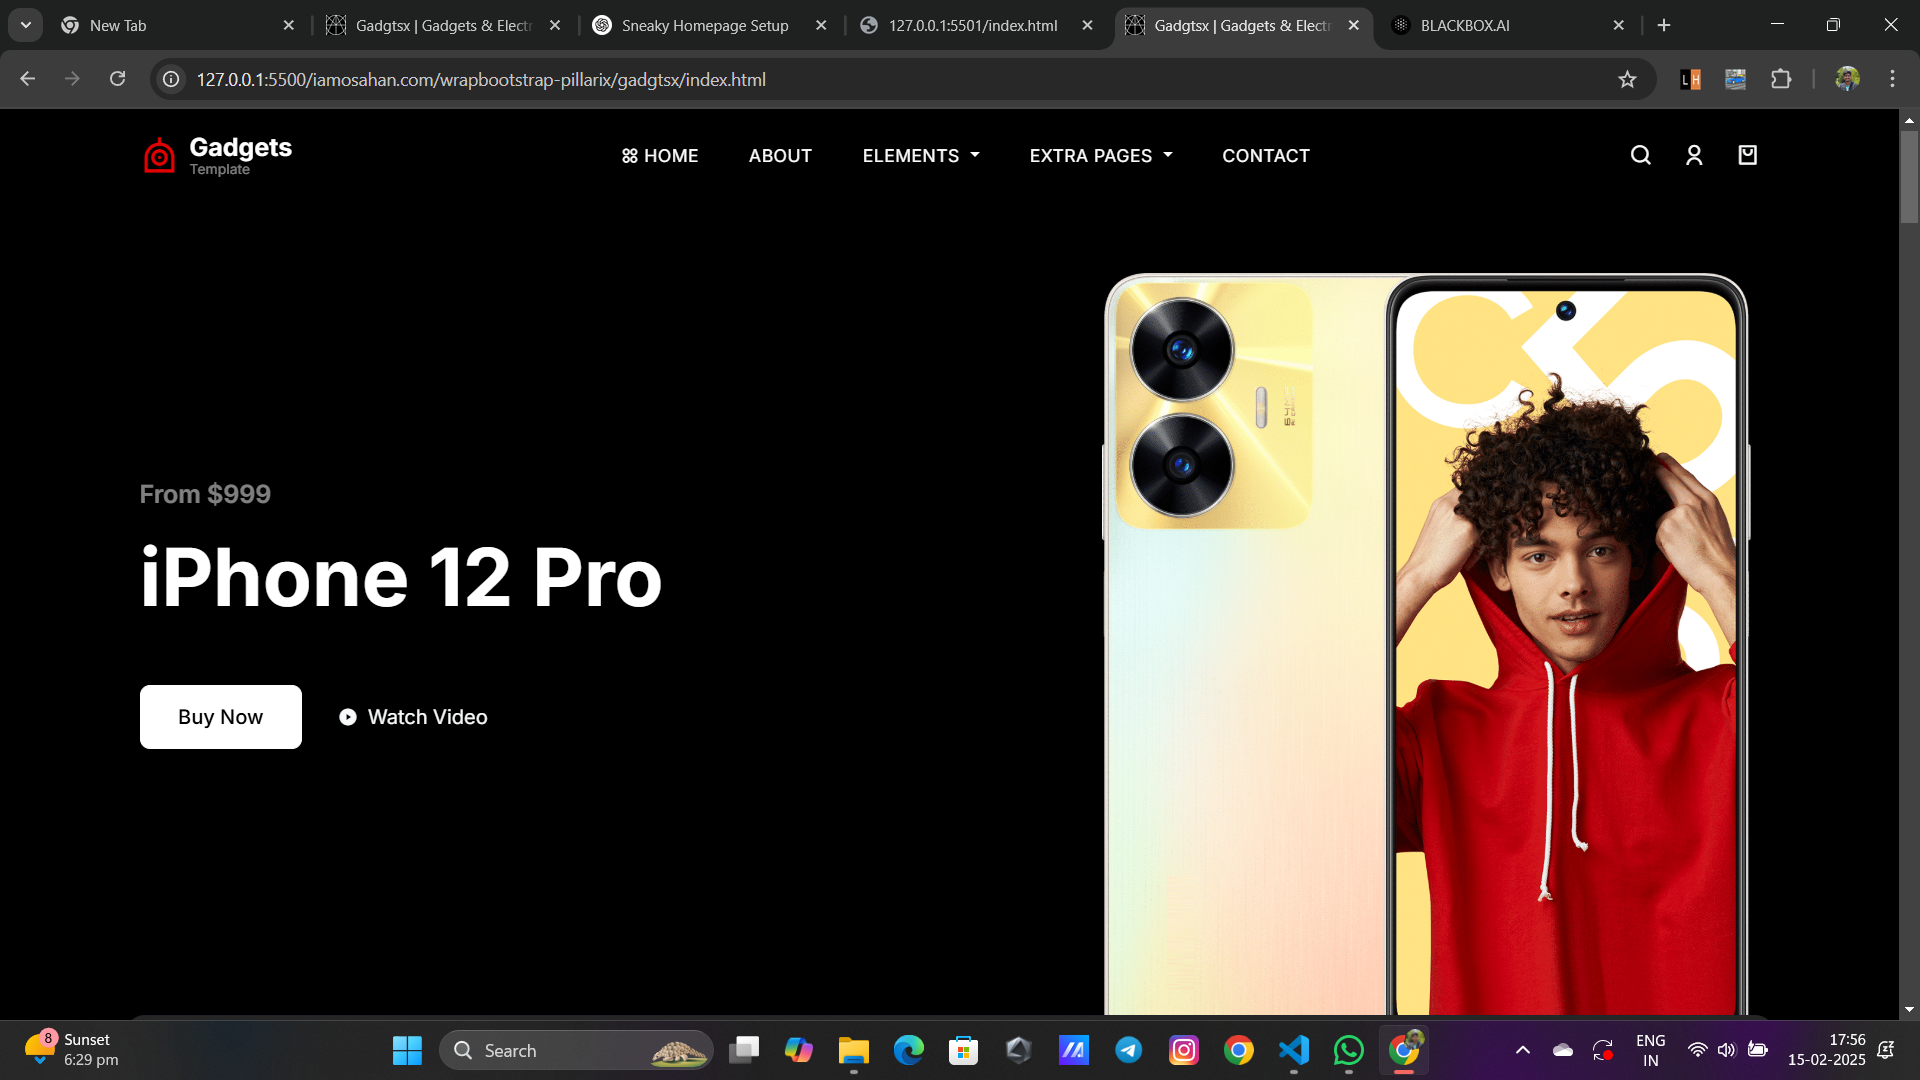 New Tab
Gadgtsx | Gadgets & Electr
Sneaky Homepage Setup
127.0.0.1:5501/index.html
Gadgtsx | Gadgets & Electr
BLACKBOX.AI
127.0.0.1:5500/iamosahan.com/wrapbootstrap-pillarix/gadgtsx/index.html
LH
Gadgets
Template
HOME
ABOUT
ELEMENTS
EXTRA PAGES
CONTACT
From $999
iPhone 12 Pro
Buy Now
Watch Video
8
Sunset
6:29 pm
Search
ENG
IN
17:56
15-02-2025